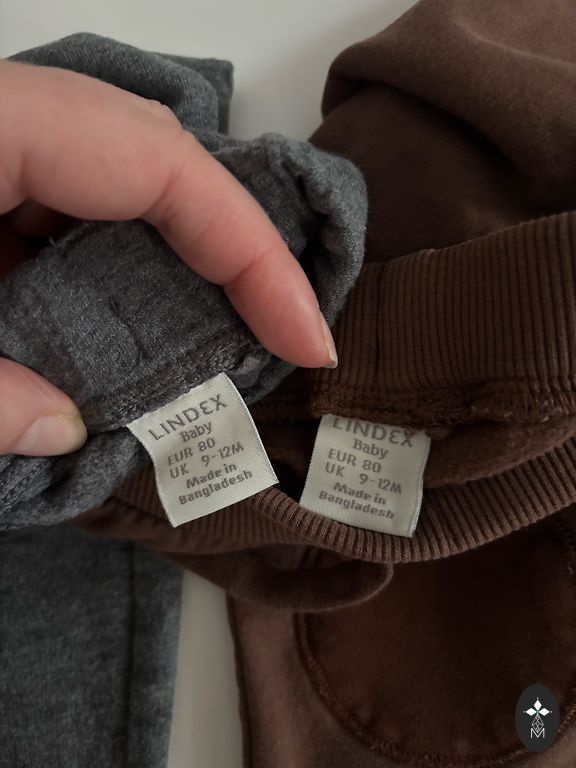 LINDEX
Baby
EUR 80
UK 9-12M
Made in
Bangladesh
LINDEX
Baby
EUR 80
UK 9-12M
Made in
Bangladesh
M